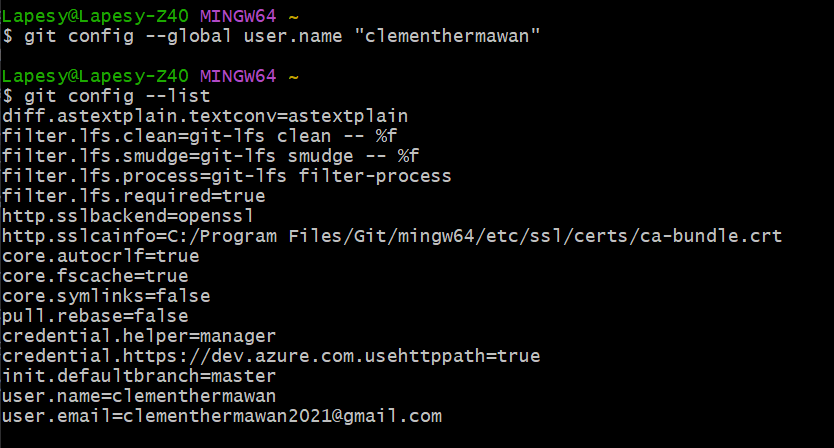 Lapesy@Lapesy-Z40 MINGW64 ~
$ git config --global user.name "clementhermawan"
Lapesy@Lapesy-Z40 MINGW64 ~
$ git config --list
diff.astextplain.textconv=astextplain
filter.lfs.clean=git-lfs clean -- %f
filter.lfs.smudge=git-lfs smudge -- %f
filter.lfs.process=git-lfs filter-process
filter.lfs.required=true
http.sslbackend=openssl
http.sslcainfo=C:/Program Files/Git/mingw64/etc/ssl/certs/ca-bundle.crt
core.autocrlf=true
core.fscache=true
core.symlinks=false
pull.rebase=false
credential.helper=manager
credential.https://dev.azure.com.usehttppath=true
init.defaultbranch=master
user.name=clementhermawan
user.email=clementhermawan2021@gmail.com